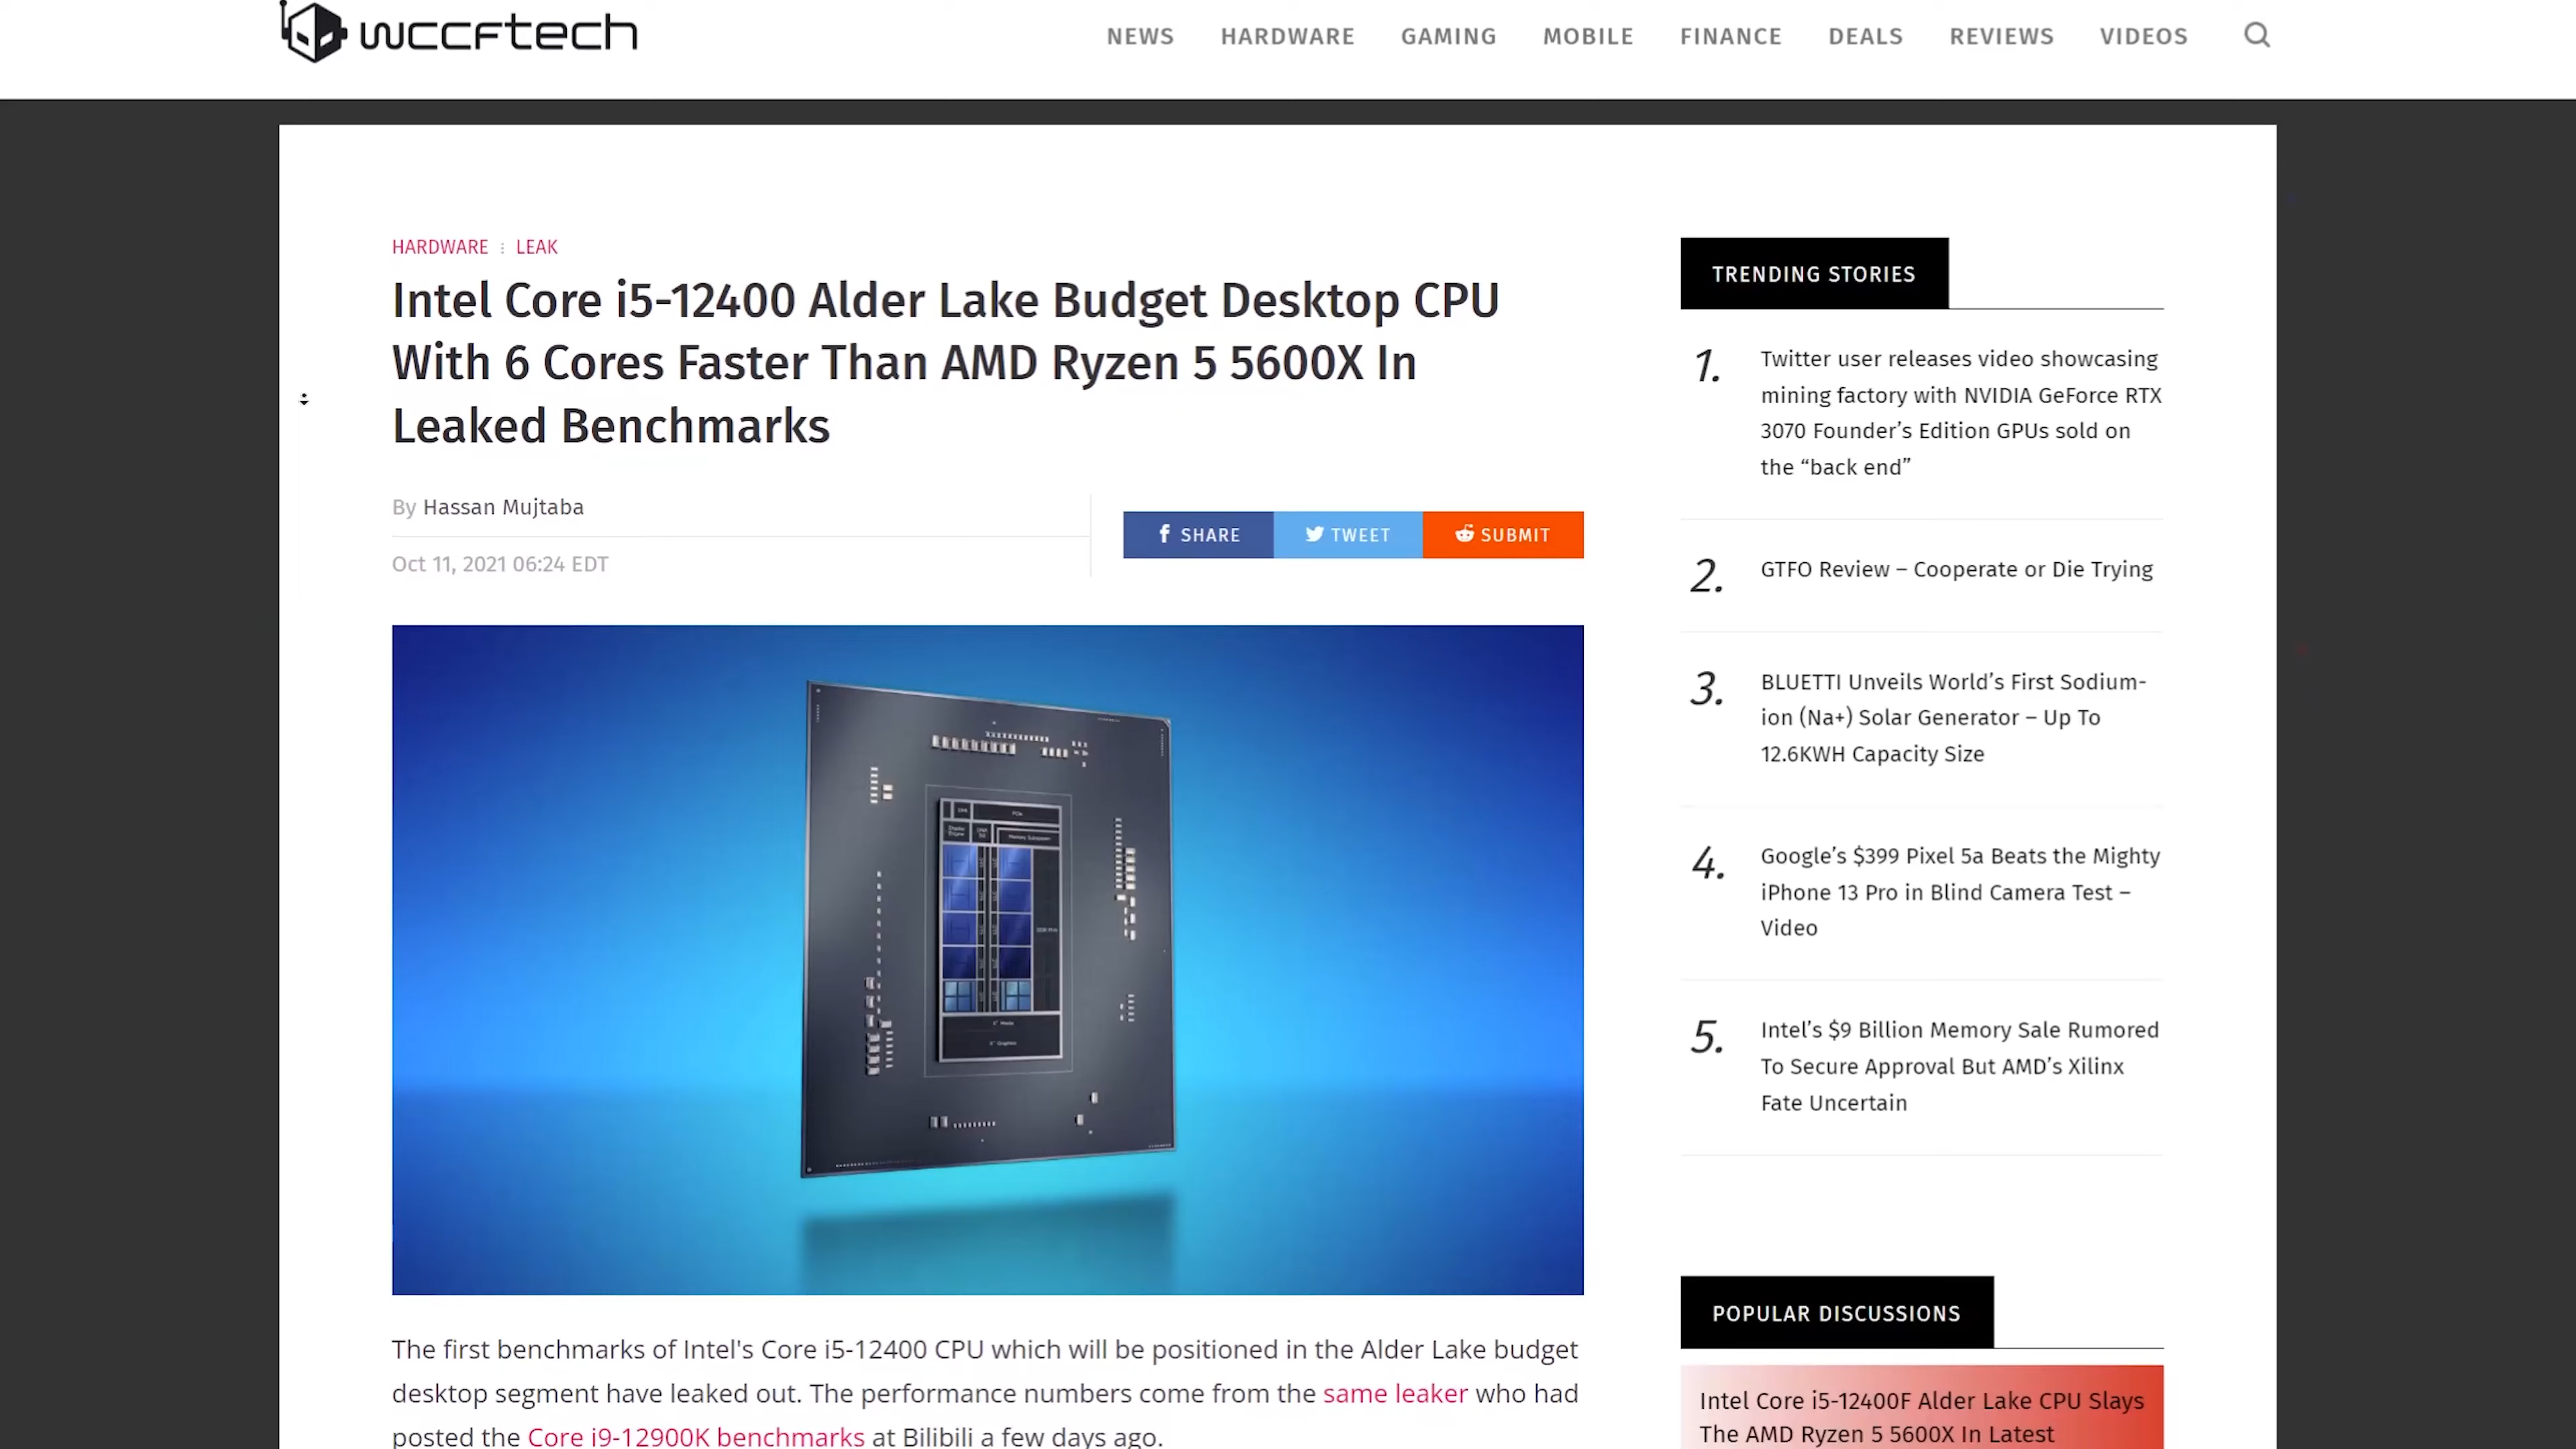 wccftech
NEWS HARDWARE GAMING MOBILE FINANCE DEALS REVIEWS VIDEOS
HARDWARE LEAK
Intel Core i5-12400 Alder Lake Budget Desktop CPU
With 6 Cores Faster Than AMD Ryzen 5 5600X In
Leaked Benchmarks
By Hassan Mujtaba
Oct 11, 2021 06:24 EDT
SHARE TWEET SUBMIT
The first benchmarks of Intel's Core i5-12400 CPU which will be positioned in the Alder Lake budget
desktop segment have leaked out. The performance numbers come from the same leaker who had
posted the Core i9-12900K benchmarks at Bilibili a few days ago.
TRENDING STORIES
1. Twitter user releases video showcasing
mining factory with NVIDIA GeForce RTX
3070 Founder’s Edition GPUs sold on
the “back end”
2. GTFO Review – Cooperate or Die Trying
3. BLUETTI Unveils World’s First Sodium-
ion (Na+) Solar Generator – Up To
12.6KWH Capacity Size
4. Google’s $399 Pixel 5a Beats the Mighty
iPhone 13 Pro in Blind Camera Test –
Video
5. Intel’s $9 Billion Memory Sale Rumored
To Secure Approval But AMD’s Xilinx
Fate Uncertain
POPULAR DISCUSSIONS
Intel Core i5-12400F Alder Lake CPU Slays
The AMD Ryzen 5 5600X In Latest